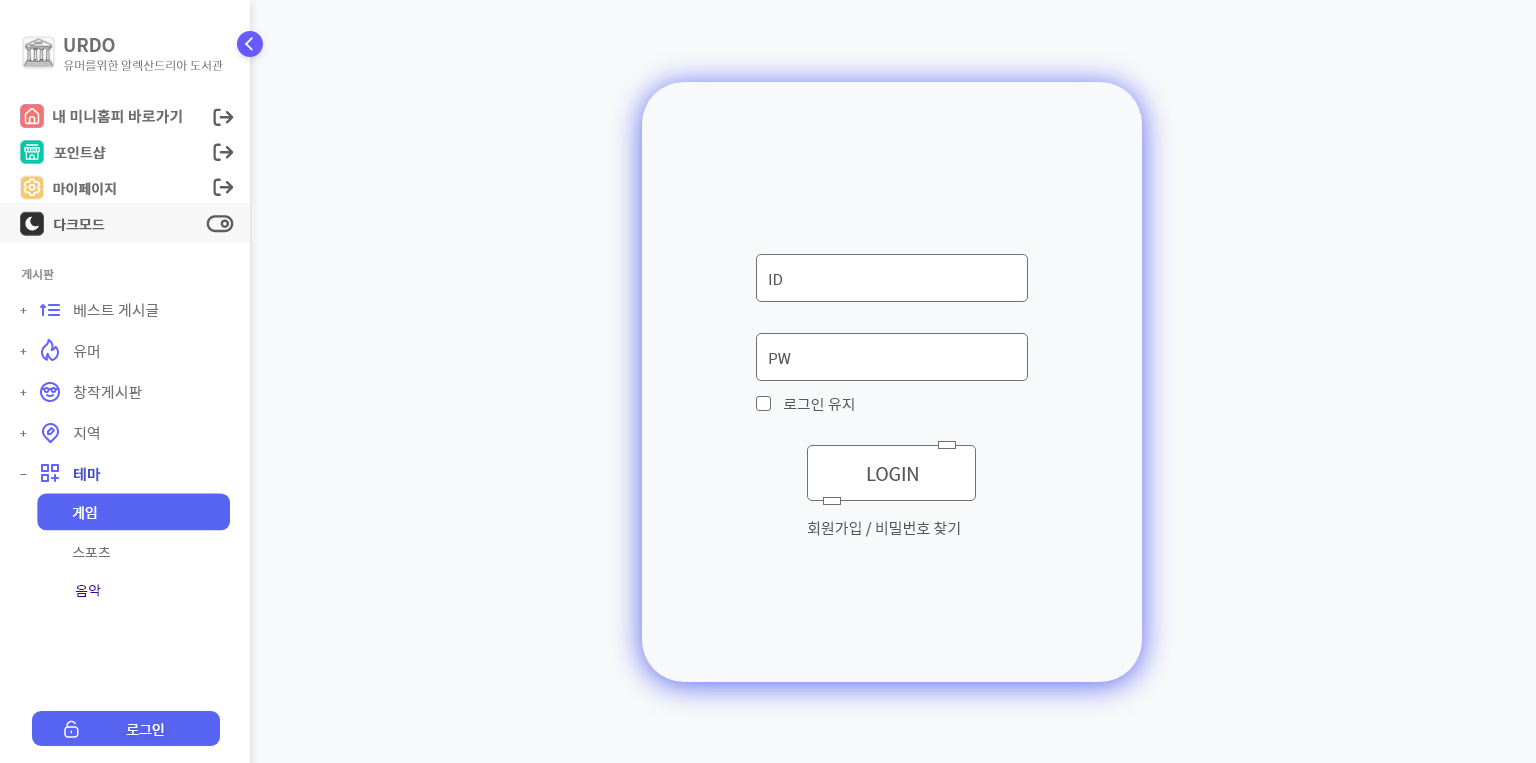 URDO
유머를위한 알렉산드리아 도서관
내 미니홈피 바로가기
포인트샵
마이페이지
다크모드
게시판
+ 베스트 게시글
+ 유머
+ 창작게시판
+ 지역
− 테마
게임
스포츠
음악
로그인
ID
PW
로그인 유지
LOGIN
회원가입 / 비밀번호 찾기